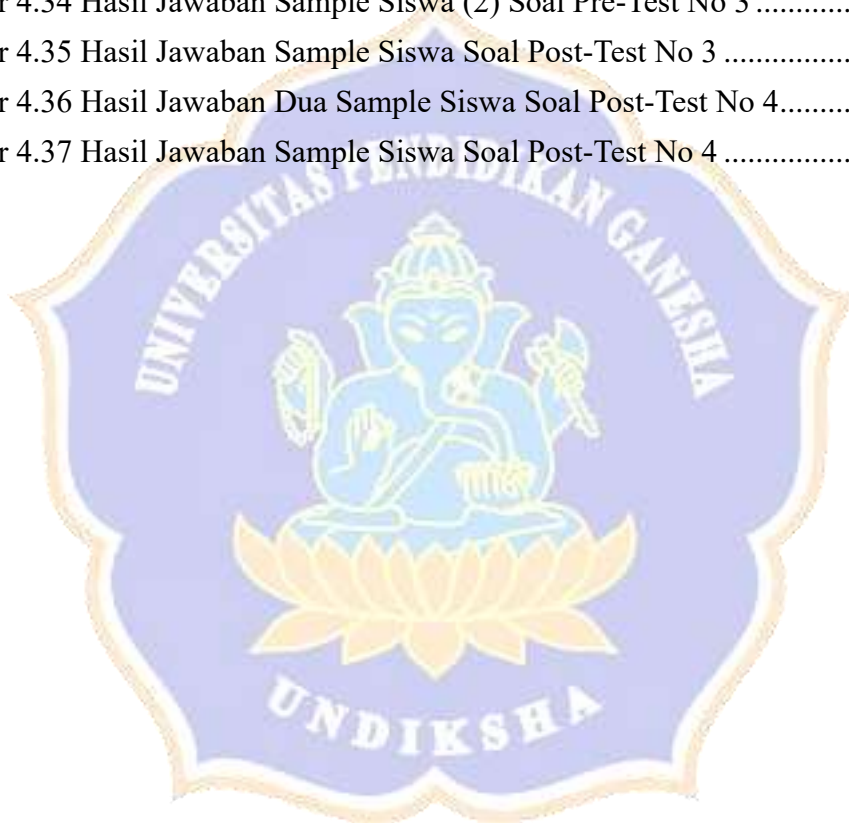 r 4.34 Hasil Jawaban Sample Siswa (2) Soal Pre-Test No 3 ............
r 4.35 Hasil Jawaban Sample Siswa Soal Post-Test No 3 ................
r 4.36 Hasil Jawaban Dua Sample Siswa Soal Post-Test No 4.........
r 4.37 Hasil Jawaban Sample Siswa Soal Post-Test No 4 ................
UNIVERSITAS PENDIDIKAN GANESHA
UNDIKSHA